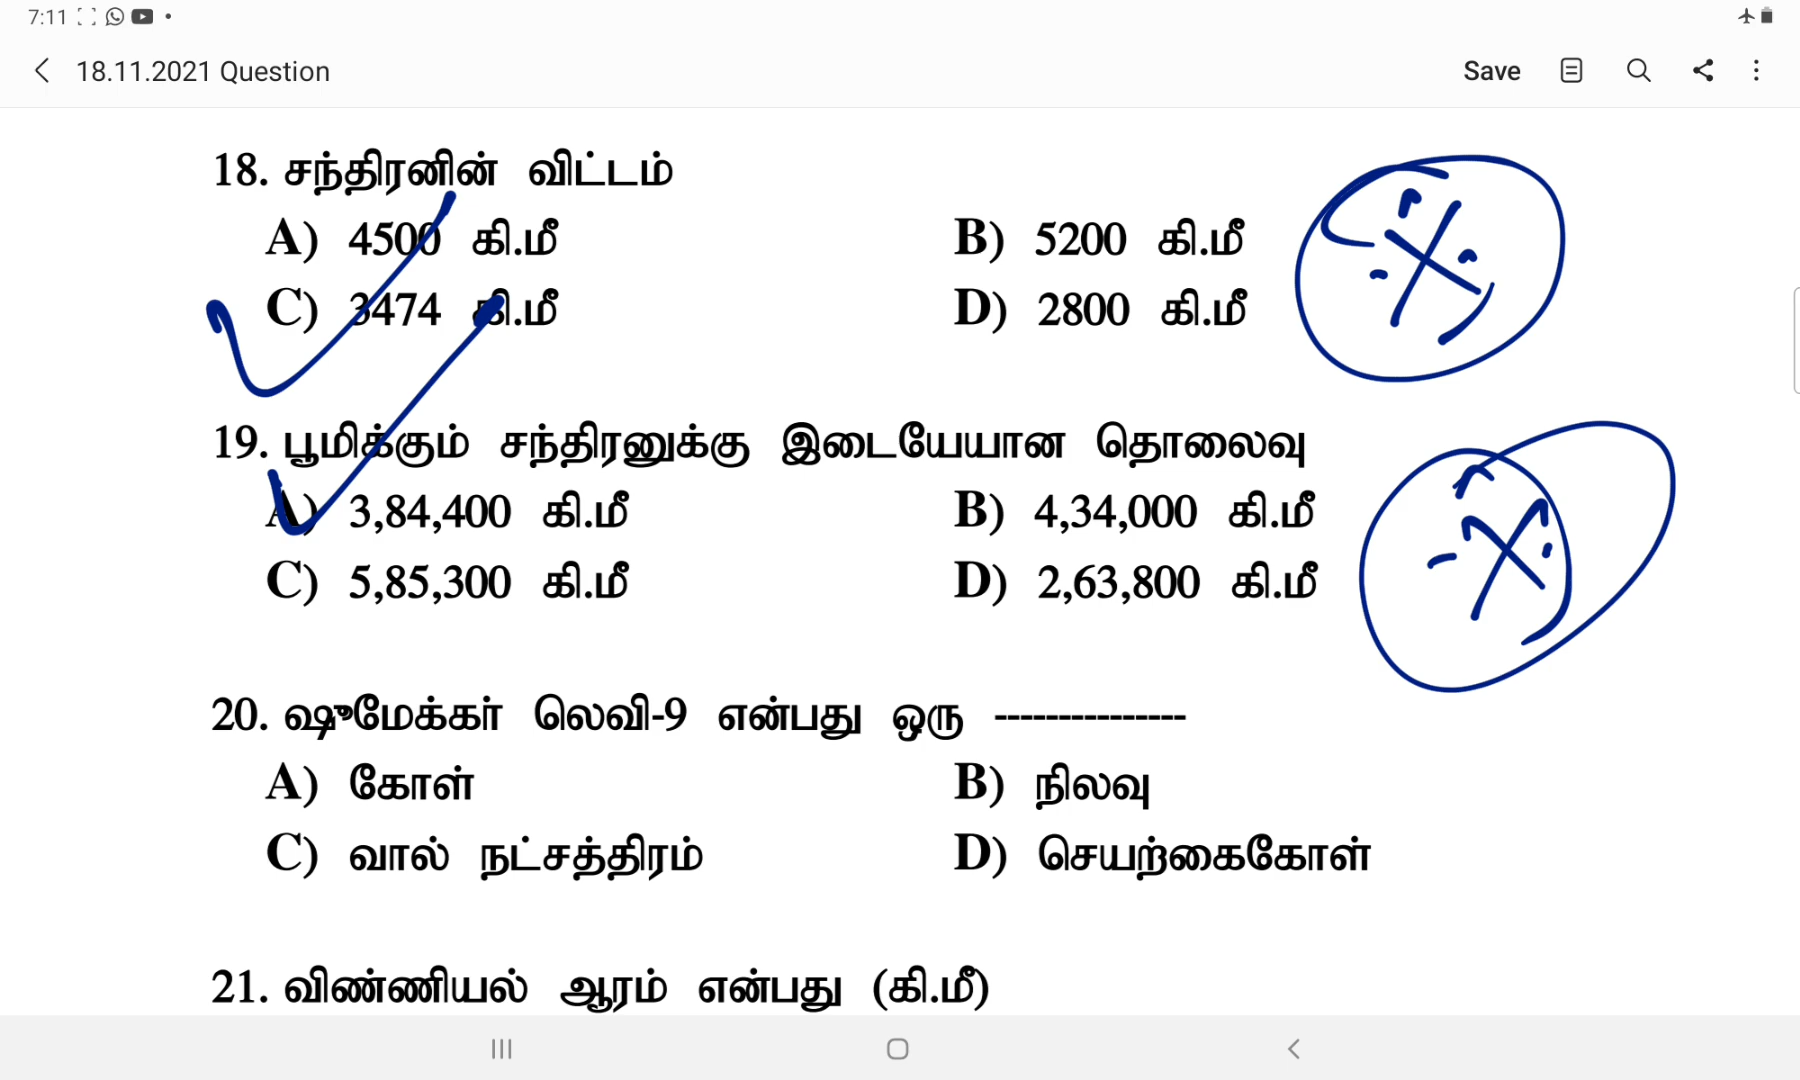 7:11
18.11.2021 Question
Save
18. சந்திரனின் விட்டம்
A) 4500 கி.மீ B) 5200 கி.மீ
C) 3474 கி.மீ D) 2800 கி.மீ
19. பூமிக்கும் சந்திரனுக்கு இடையேயான தொலைவு
A) 3,84,400 கி.மீ B) 4,34,000 கி.மீ
C) 5,85,300 கி.மீ D) 2,63,800 கி.மீ
20. ஷுமேக்கர் லெவி-9 என்பது ஒரு ---------------
A) கோள் B) நிலவு
C) வால் நட்சத்திரம் D) செயற்கைகோள்
21. விண்ணியல் ஆரம் என்பது (கி.மீ)